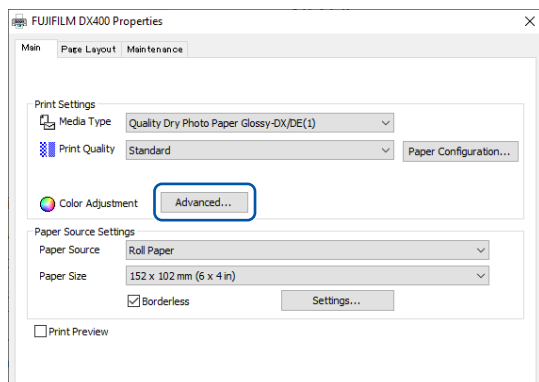 FUJIFILM DX400 Properties
Main Page Layout Maintenance
Print Settings
Media Type Quality Dry Photo Paper Glossy-DX/DE(1)
Print Quality Standard Paper Configuration...
Color Adjustment Advanced...
Paper Source Settings
Paper Source Roll Paper
Paper Size 152 x 102 mm (6 x 4 in)
Borderless Settings...
Print Preview